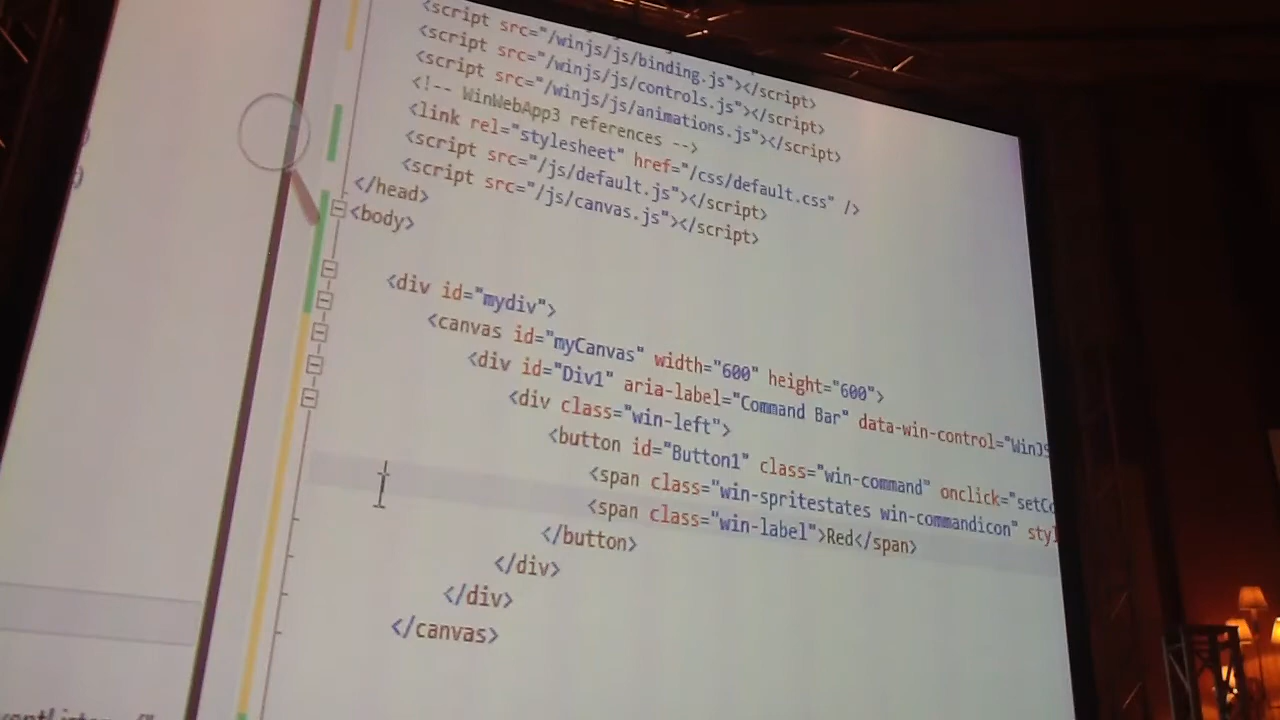 <script src="/winjs/js/binding.js"></script>
<script src="/winjs/js/controls.js"></script>
<script src="/winjs/js/animations.js"></script>
<!-- WinWebApp3 references -->
<link rel="stylesheet" href="/css/default.css" />
<script src="/js/default.js"></script>
<script src="/js/canvas.js"></script>
</head>
<body>
<div id="mydiv">
<canvas id="myCanvas" width="600" height="600">
<div id="Div1" aria-label="Command Bar" data-win-control="WinJS
<div class="win-left">
<button id="Button1" class="win-command" onclick="setCo
<span class="win-spritestates win-commandicon" styl
<span class="win-label">Red</span>
</button>
</div>
</div>
</canvas>